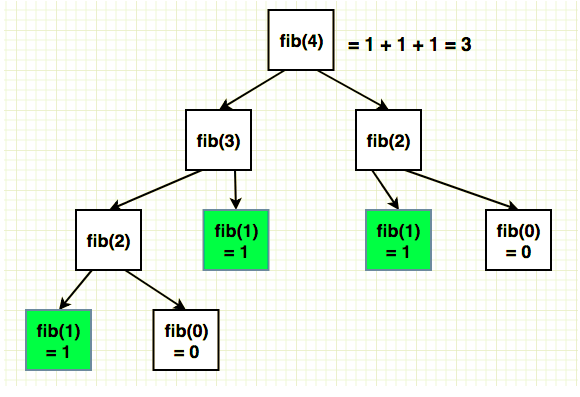 fib(4)
= 1 + 1 + 1 = 3
fib(3)
fib(2)
fib(2)
fib(1)
= 1
fib(1)
= 1
fib(0)
= 0
fib(1)
= 1
fib(0)
= 0